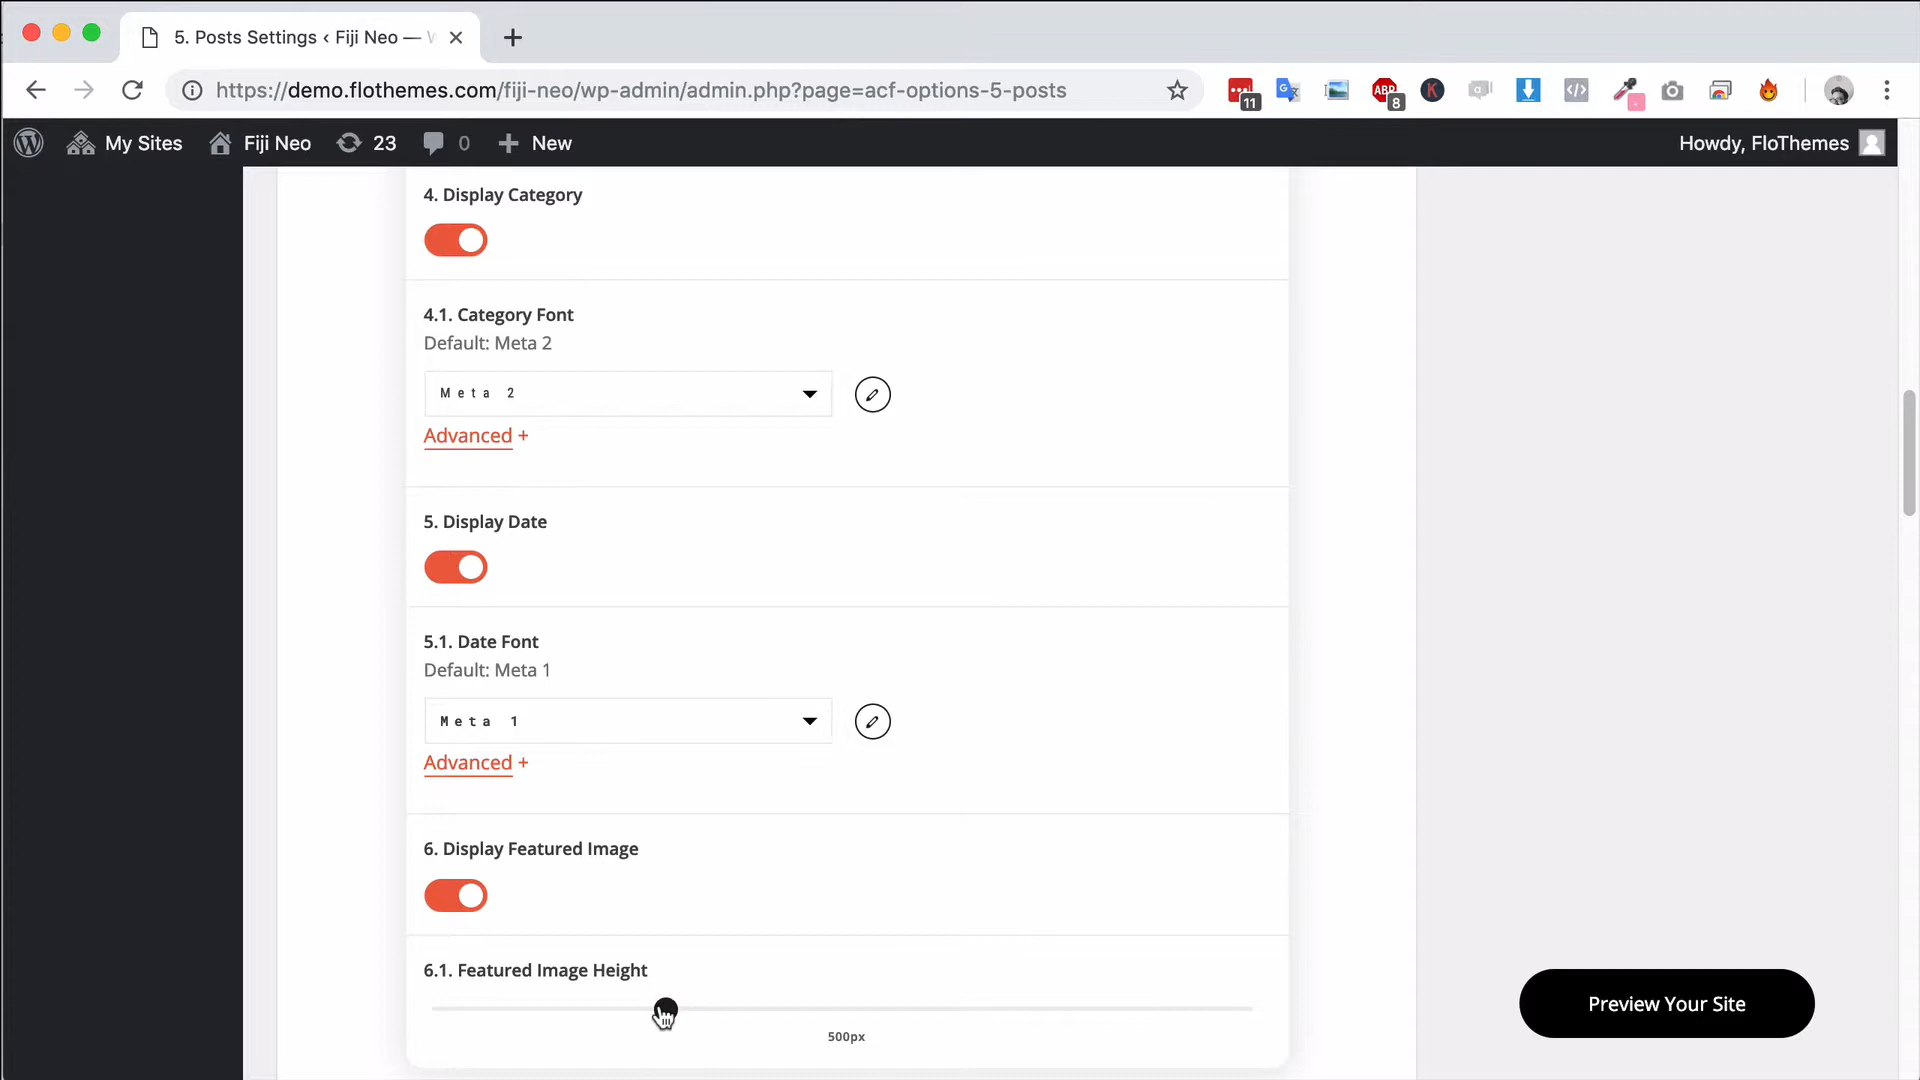 5. Posts Settings ‹ Fiji Neo —
https://demo.flothemes.com/fiji-neo/wp-admin/admin.php?page=acf-options-5-posts
11
ABP
8
K
My Sites
Fiji Neo
23
0
New
Howdy, FloThemes
4. Display Category
4.1. Category Font
Default: Meta 2
Meta 2
Advanced +
5. Display Date
5.1. Date Font
Default: Meta 1
Meta 1
Advanced +
6. Display Featured Image
6.1. Featured Image Height
500px
Preview Your Site